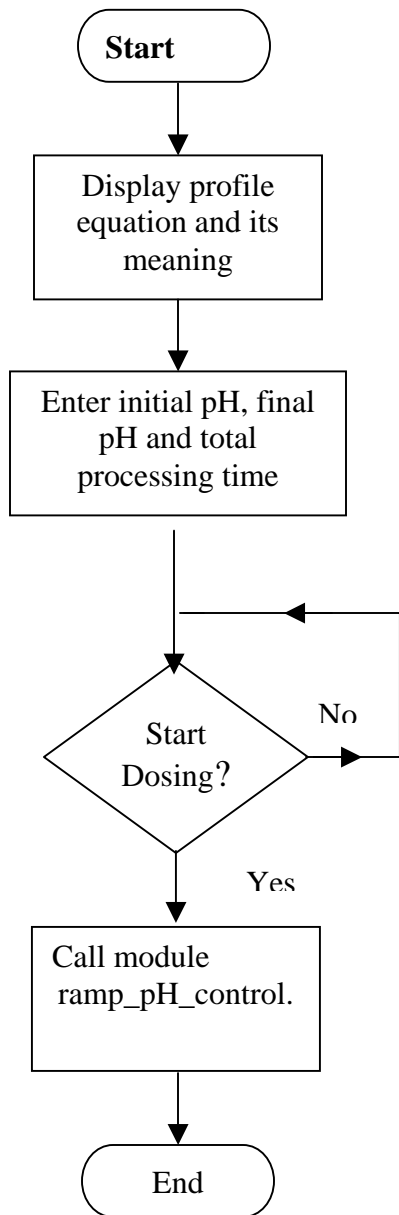 Start
Display profile
equation and its
meaning
Enter initial pH, final
pH and total
processing time
No
Start
Dosing?
Yes
Call module
ramp_pH_control.
End